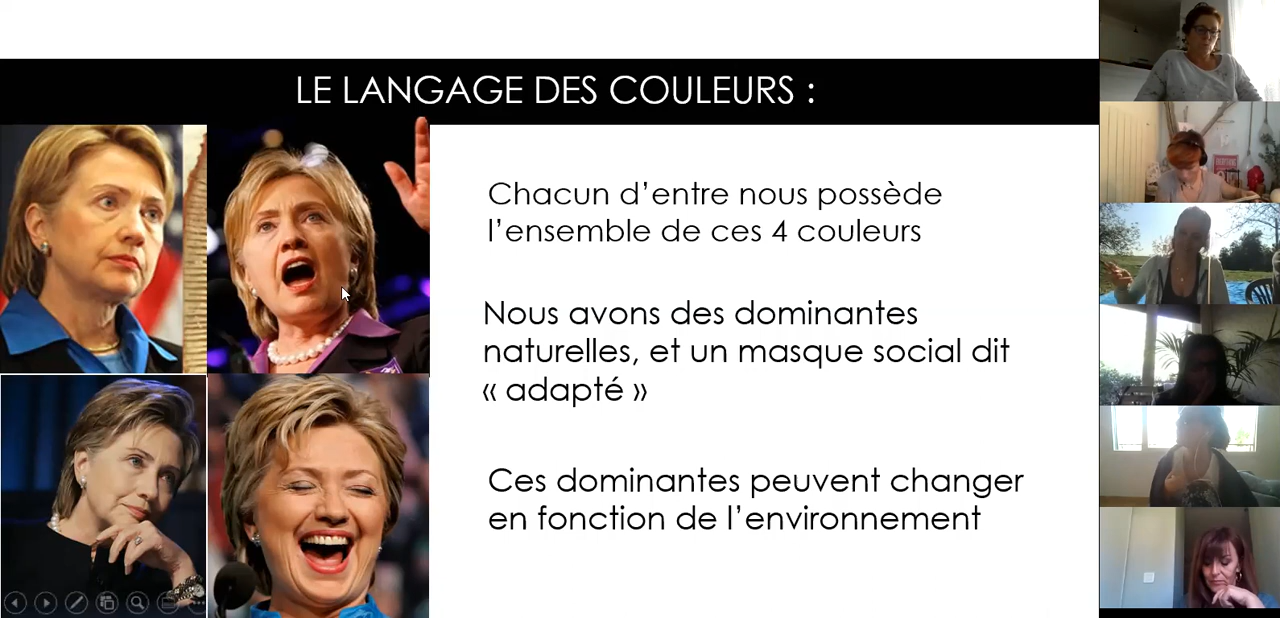 LE LANGAGE DES COULEURS :
Chacun d’entre nous possède
l’ensemble de ces 4 couleurs
Nous avons des dominantes
naturelles, et un masque social dit
« adapté »
Ces dominantes peuvent changer
en fonction de l’environnement